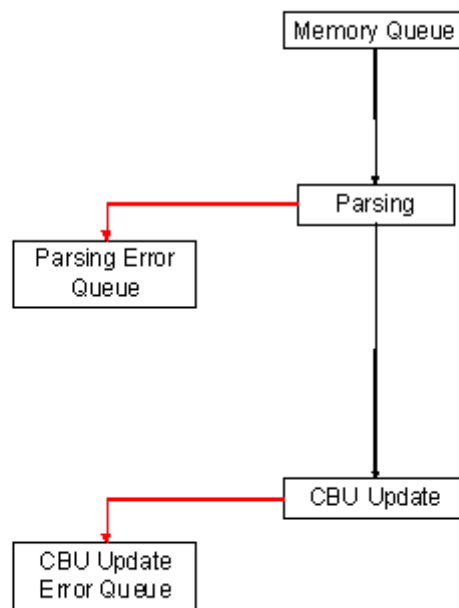 Memory Queue
Parsing
Parsing Error
Queue
CBU Update
CBU Update
Error Queue